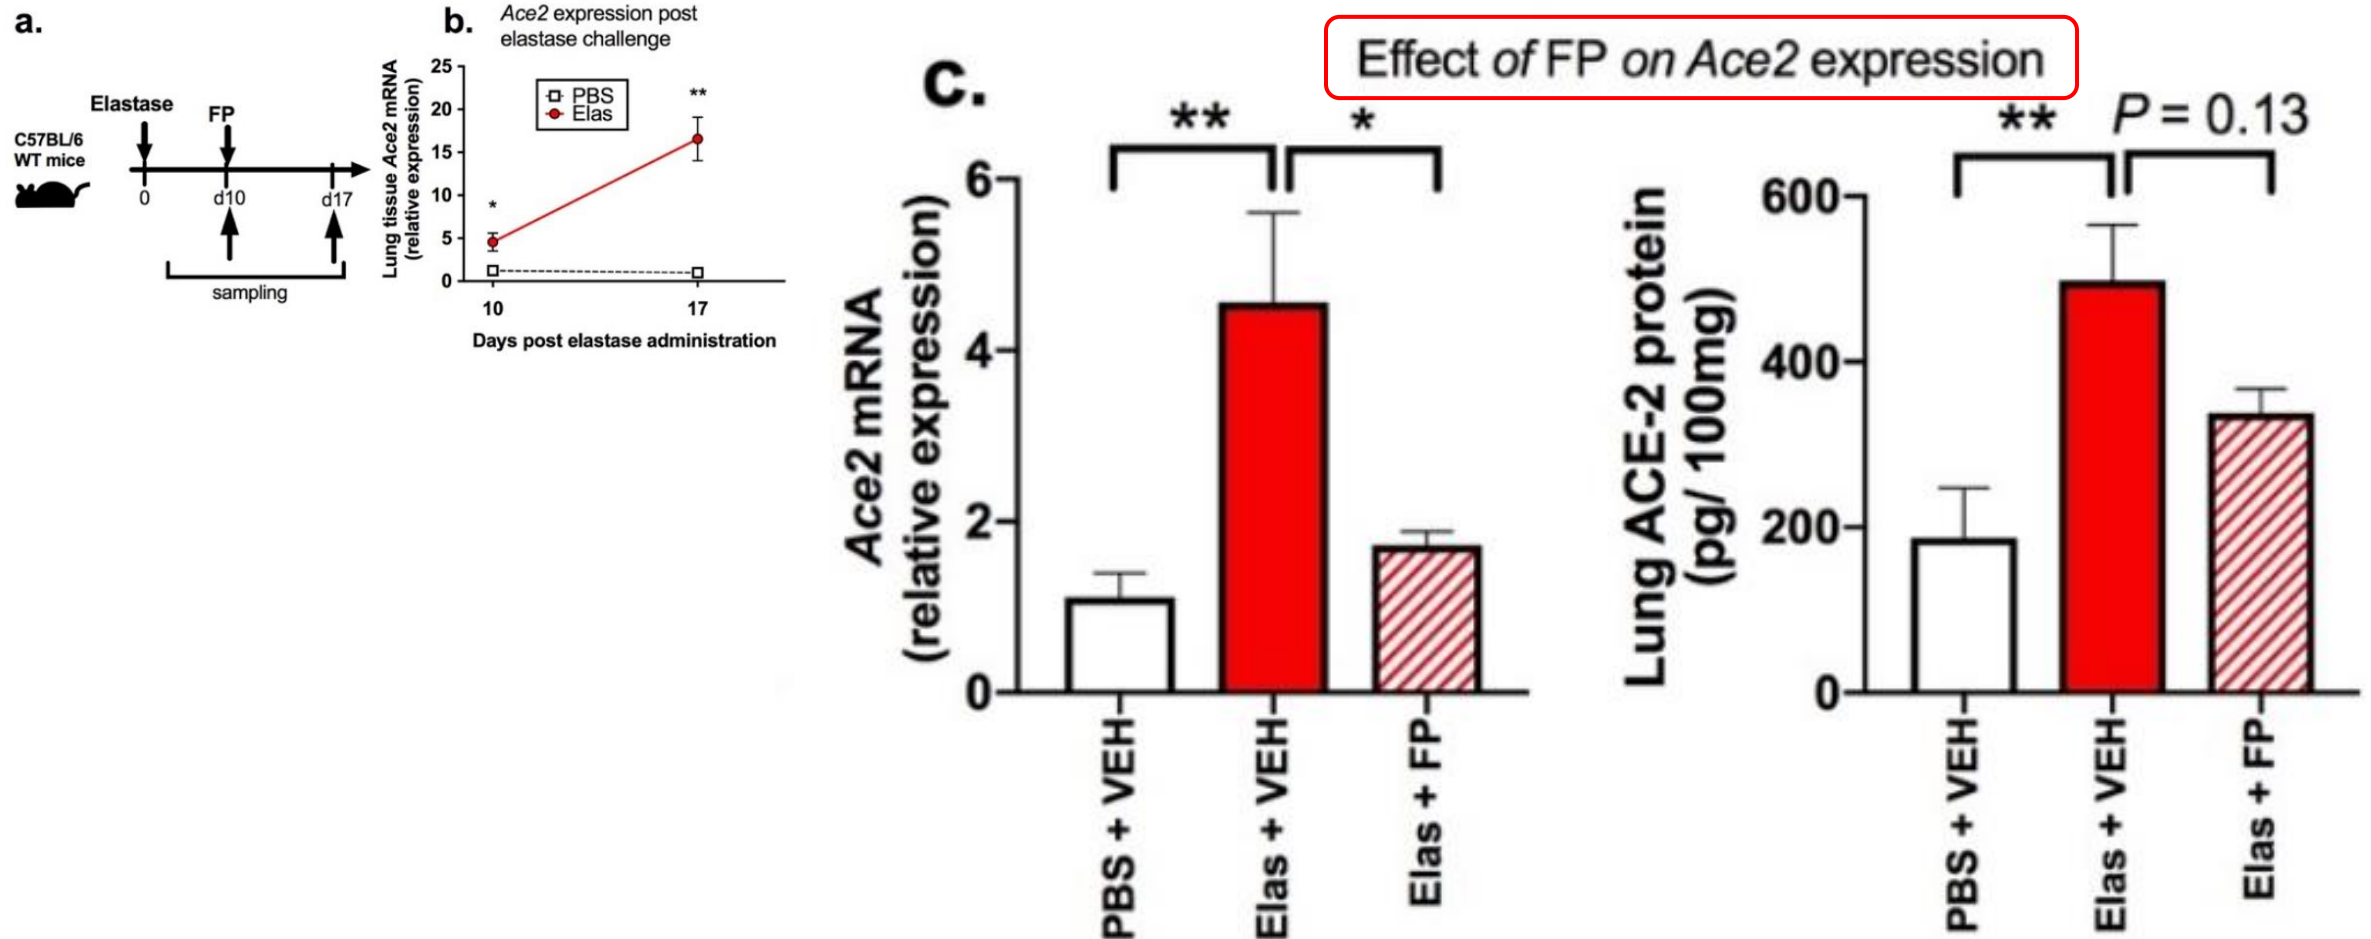 a.
Elastase
FP
C57BL/6
WT mice
0
d10
d17
sampling
b.
Ace2 expression post
elastase challenge
Lung tissue Ace2 mRNA
(relative expression)
25
20
15
10
5
0
PBS
Elas
*
**
10
17
Days post elastase administration
c.
Effect of FP on Ace2 expression
**
*
Ace2 mRNA
(relative expression)
6
4
2
0
PBS + VEH
Elas + VEH
Elas + FP
**
P = 0.13
Lung ACE-2 protein
(pg/ 100mg)
600
400
200
0
PBS + VEH
Elas + VEH
Elas + FP